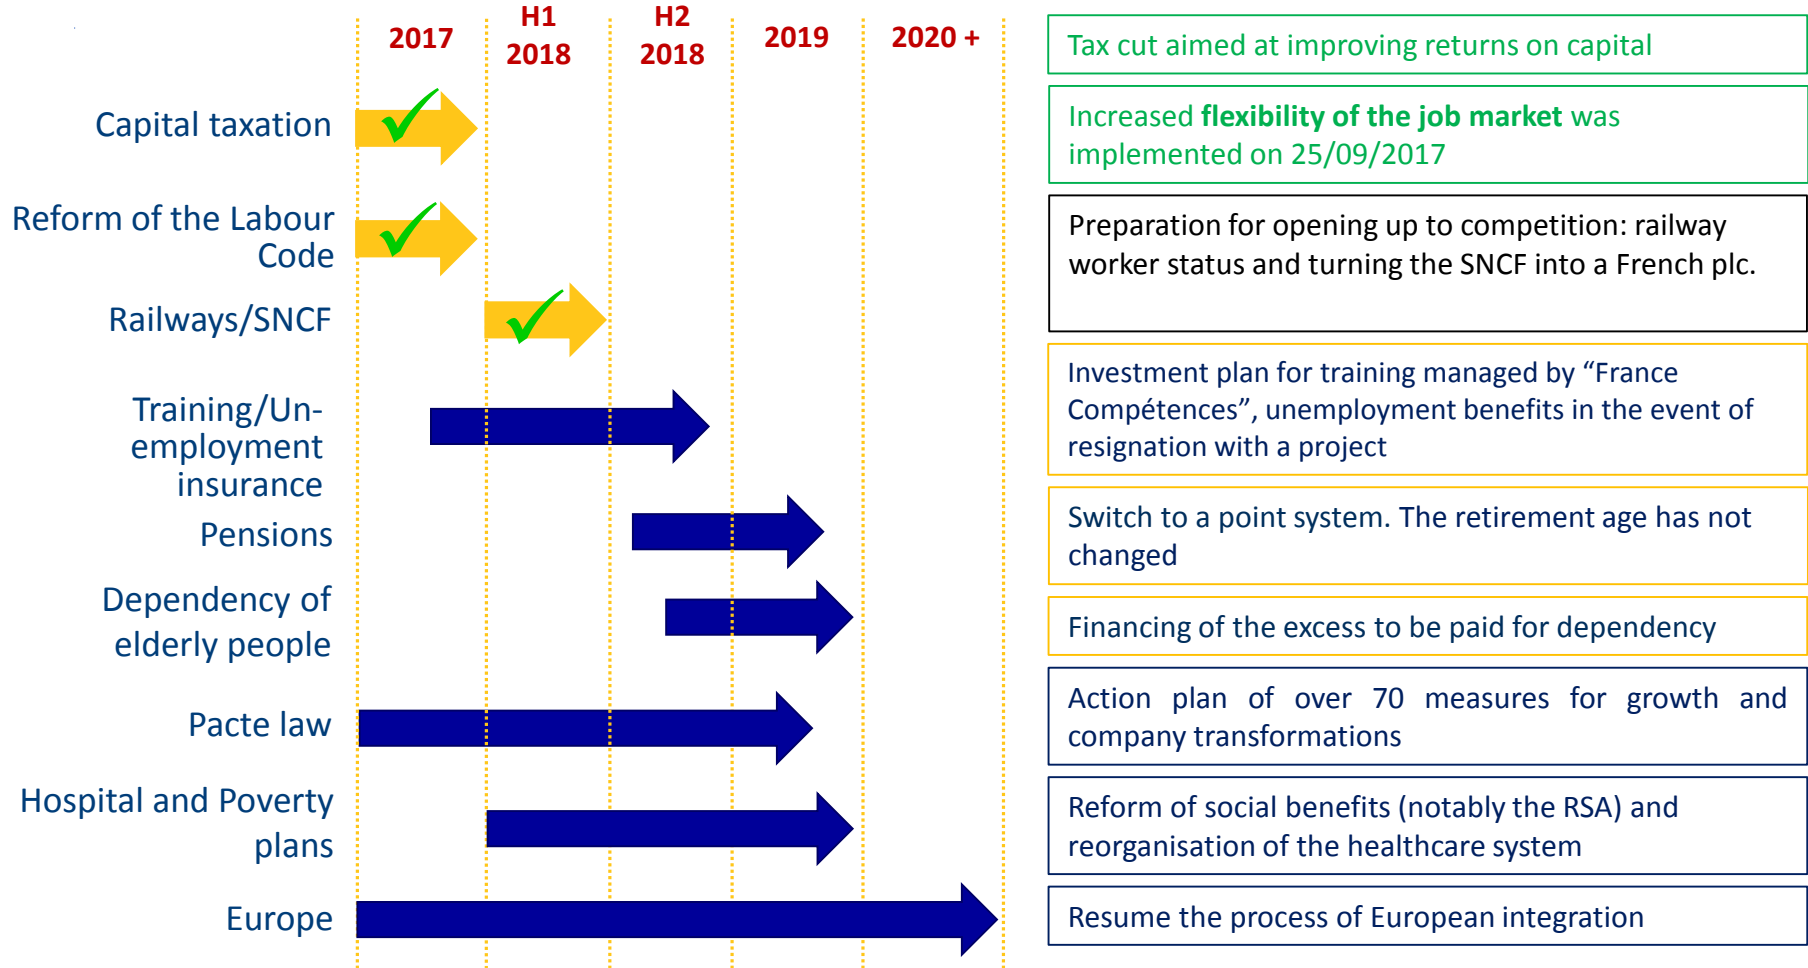 2017
H1
2018
H2
2018
2019
2020 +
Capital taxation
Reform of the Labour
Code
Railways/SNCF
Training/Un-
employment
insurance
Pensions
Dependency of
elderly people
Pacte law
Hospital and Poverty
plans
Europe
Tax cut aimed at improving returns on capital
Increased flexibility of the job market was
implemented on 25/09/2017
Preparation for opening up to competition: railway
worker status and turning the SNCF into a French plc.
Investment plan for training managed by “France
Compétences”, unemployment benefits in the event of
resignation with a project
Switch to a point system. The retirement age has not
changed
Financing of the excess to be paid for dependency
Action plan of over 70 measures for growth and
company transformations
Reform of social benefits (notably the RSA) and
reorganisation of the healthcare system
Resume the process of European integration